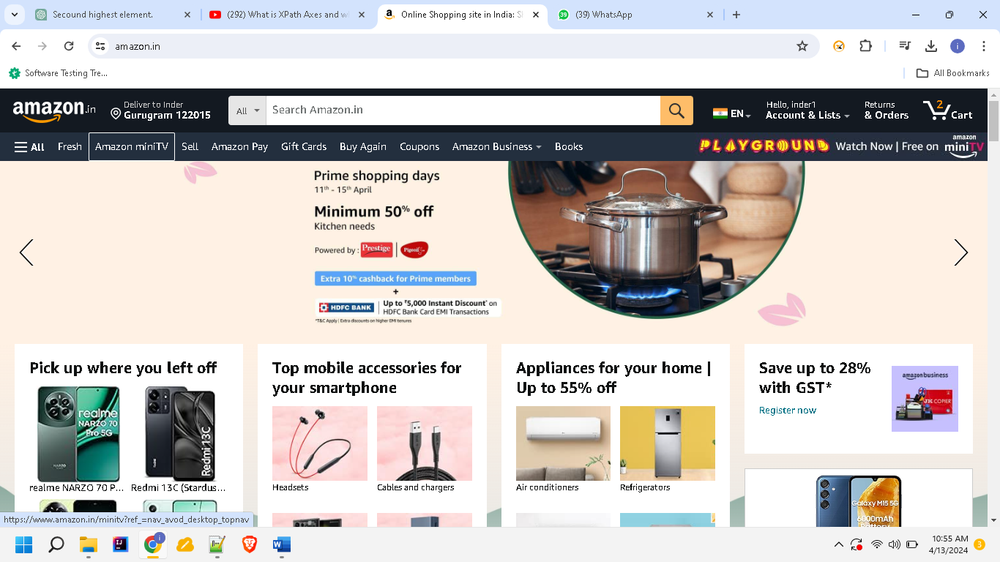 Secound highest element.
(292) What is XPath Axes and w
Online Shopping site in India: S
(39) WhatsApp
amazon.in
Software Testing Tre...
All Bookmarks
amazon.in
Deliver to Inder
Gurugram 122015
All
Search Amazon.in
EN
Hello, inder1
Account & Lists
Returns
& Orders
2
Cart
All
Fresh
Amazon miniTV
Sell
Amazon Pay
Gift Cards
Buy Again
Coupons
Amazon Business
Books
PLAYGROUND Watch Now | Free on amazon miniTV
Prime shopping days
11th - 15th April
Minimum 50% off
Kitchen needs
Powered by : Prestige | Pigeon
Extra 10% cashback for Prime members
+
HDFC BANK
Up to ₹5,000 Instant Discount* on
HDFC Bank Card EMI Transactions
*T&C Apply | Extra discounts on higher EMI tenures
Pick up where you left off
realme
NARZO 70
Pro 5G
NARZO
Redmi 13C
realme NARZO 70 P...
Redmi 13C (Stardus...
Top mobile accessories for
your smartphone
Headsets
Cables and chargers
Appliances for your home |
Up to 55% off
Air conditioners
Refrigerators
Save up to 28%
with GST*
Register now
amazonbusiness
JK COPIER
Galaxy M15 5G
6000mAh
Battery
https://www.amazon.in/minitv?ref_=nav_avod_desktop_topnav
10:55 AM
4/13/2024
3